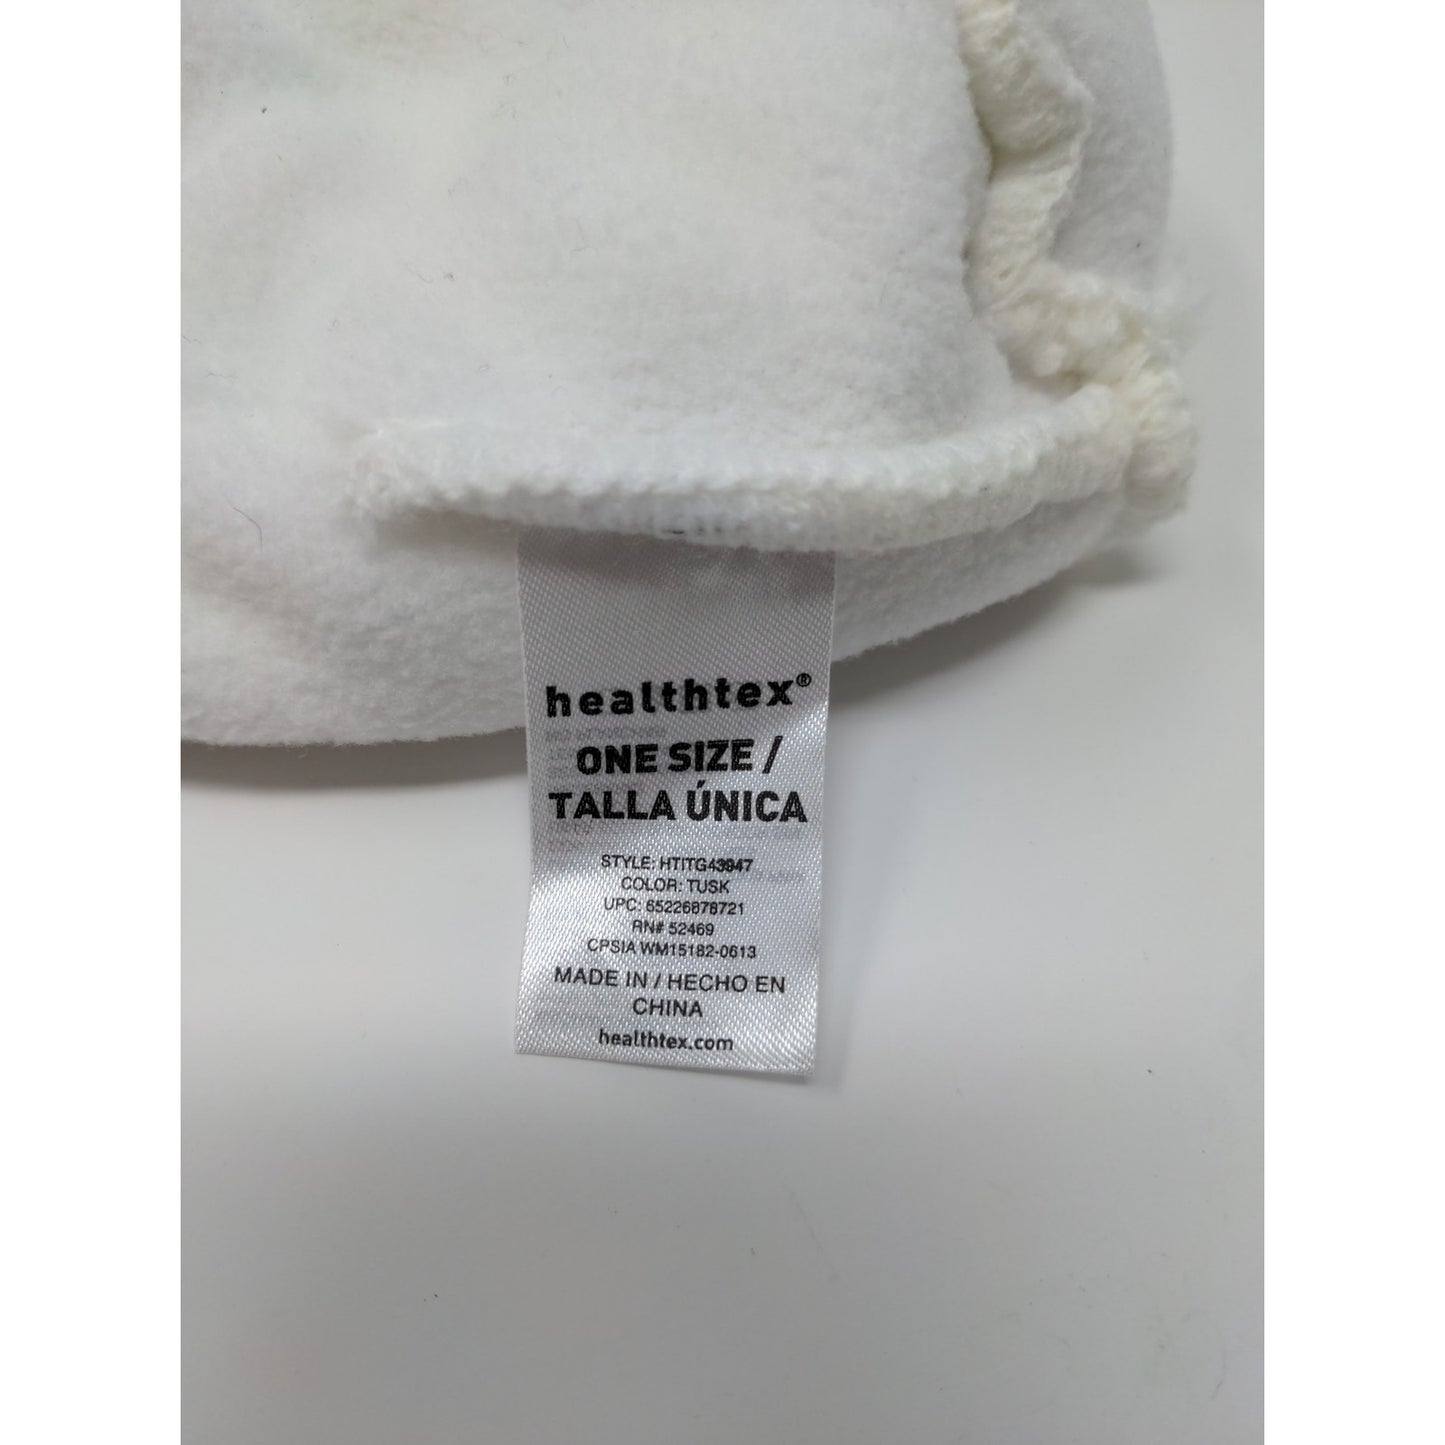 healthtex®
ONE SIZE /
TALLA ÚNICA
STYLE: HTITG43947
COLOR: TUSK
UPC: 65226878721
RN# 52469
CPSIA WM15182-0613
MADE IN / HECHO EN
CHINA
healthtex.com